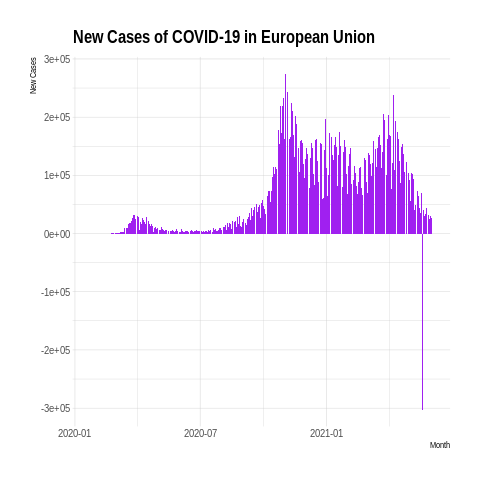 New Cases of COVID-19 in European Union
New Cases
3e+05
2e+05
1e+05
0e+00
-1e+05
-2e+05
-3e+05
2020-01
2020-07
2021-01
Month